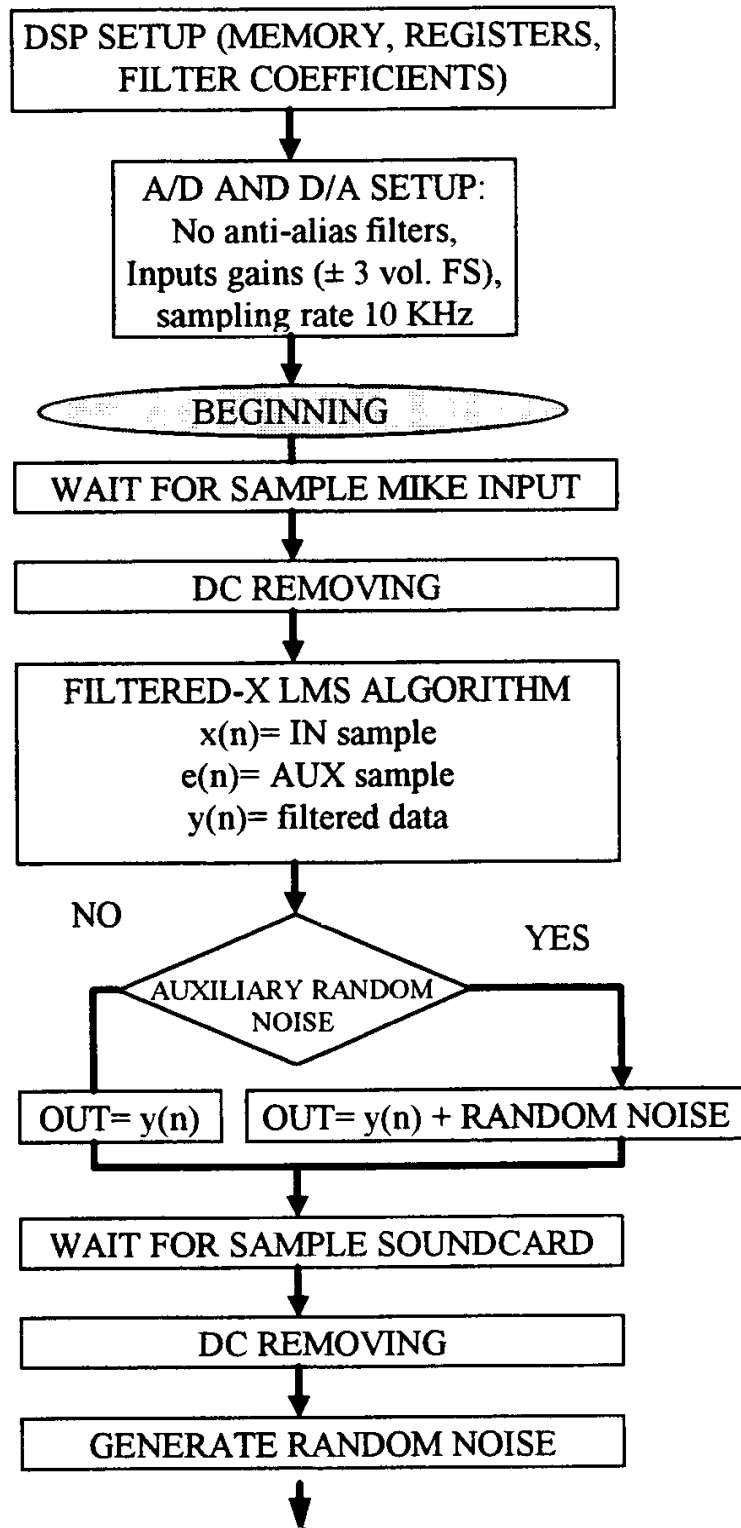 DSP SETUP (MEMORY, REGISTERS,
FILTER COEFFICIENTS)
A/D AND D/A SETUP:
No anti-alias filters,
Inputs gains (± 3 vol. FS),
sampling rate 10 KHz
BEGINNING
WAIT FOR SAMPLE MIKE INPUT
DC REMOVING
FILTERED-X LMS ALGORITHM
x(n)= IN sample
e(n)= AUX sample
y(n)= filtered data
NO
YES
AUXILIARY RANDOM
NOISE
OUT= y(n)
OUT= y(n) + RANDOM NOISE
WAIT FOR SAMPLE SOUNDCARD
DC REMOVING
GENERATE RANDOM NOISE